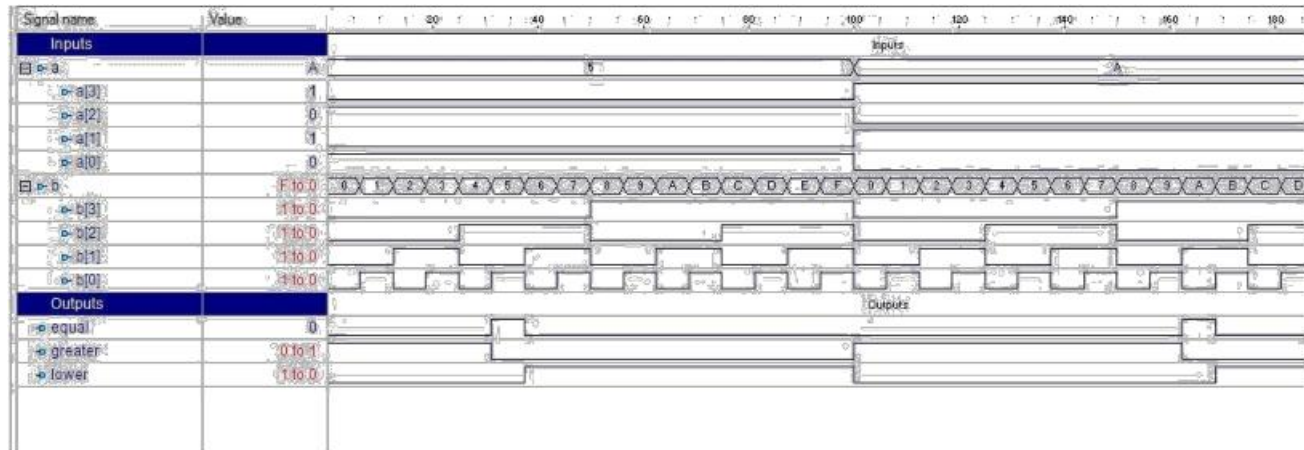 Signal name Value 20 40 60 80 100 120 140 160 180
Inputs Inputs
a A 5 A
a[3] 1
a[2] 0
a[1] 1
a[0] 0
b F to 0 0 1 2 3 4 5 6 7 8 9 A B C D E F 0 1 2 3 4 5 6 7 8 9 A B C D
b[3] 1 to 0
b[2] 1 to 0
b[1] 1 to 0
b[0] 1 to 0
Outputs Outputs
equal 0
greater 0 to 1
lower 1 to 0